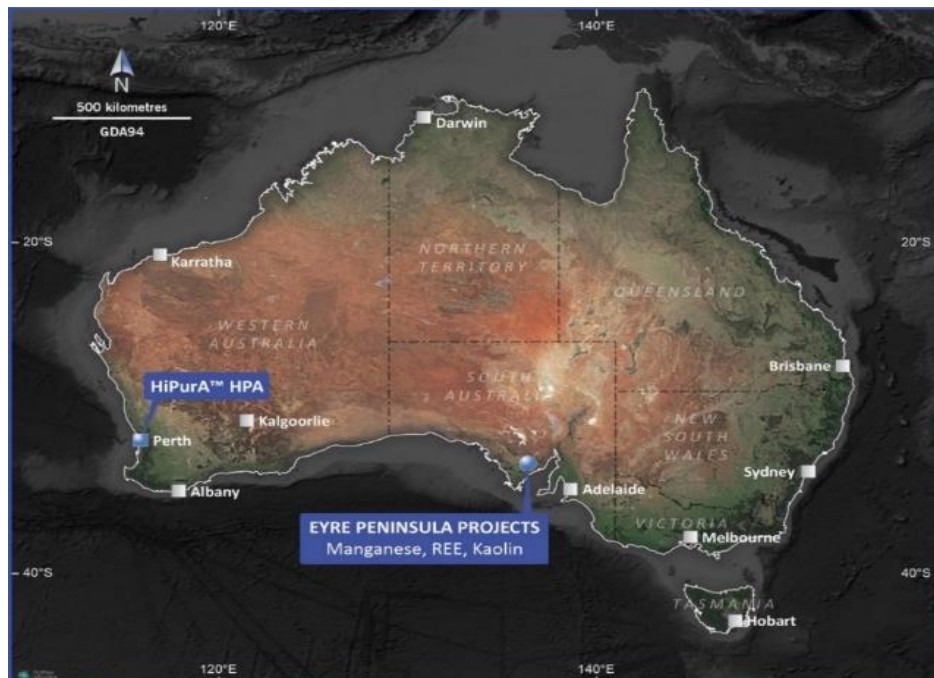 120°E
140°E
N
500 kilometres
GDA94
Darwin
20°S
20°S
Karratha
NORTHERN
TERRITORY
QUEENSLAND
WESTERN
AUSTRALIA
Brisbane
HiPurA™ HPA
SOUTH
AUSTRALI
Kalgoorlie
NEW
SOUTH
WALES
Perth
Sydney
Albany
Adelaide
EYRE PENINSULA PROJECTS
Manganese, REE, Kaolin
VICTORIA
Melbourne
40°S
40°S
TASMANIA
Hobart
120°E
140°E